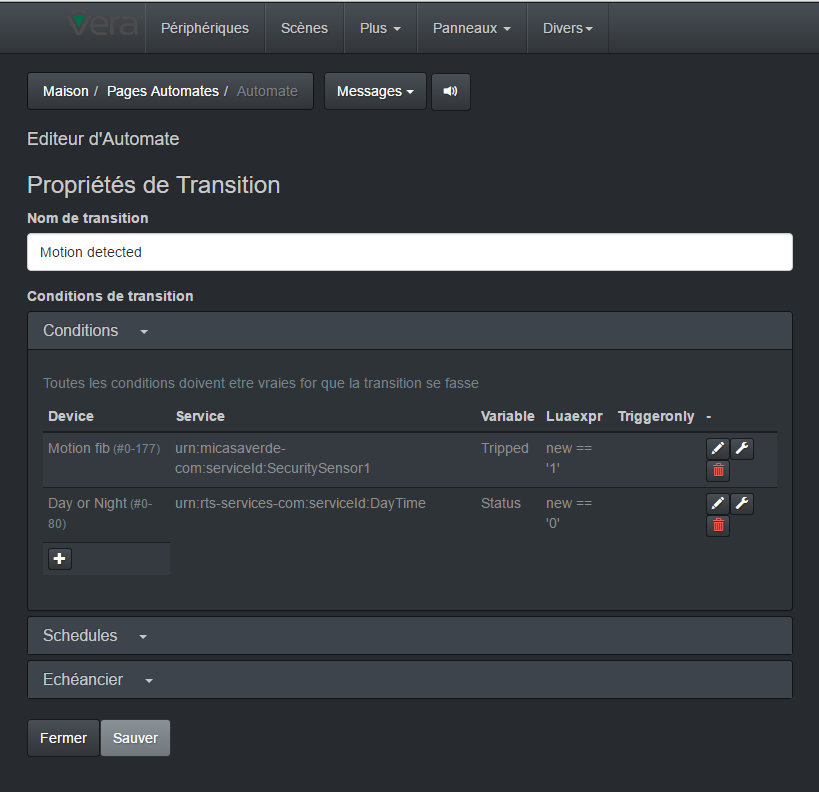 vera Périphériques Scènes Plus Panneaux Divers
Maison / Pages Automates / Automate Messages
Editeur d'Automate
Propriétés de Transition
Nom de transition
Motion detected
Conditions de transition
Conditions
Toutes les conditions doivent etre vraies for que la transition se fasse
Device Service Variable Luaexpr Triggeronly -
Motion fib (#0-177) urn:micasaverde- Tripped new ==
com:serviceId:SecuritySensor1 '1'
Day or Night (#0- urn:rts-services-com:serviceId:DayTime Status new ==
80) '0'
Schedules
Echéancier
Fermer Sauver